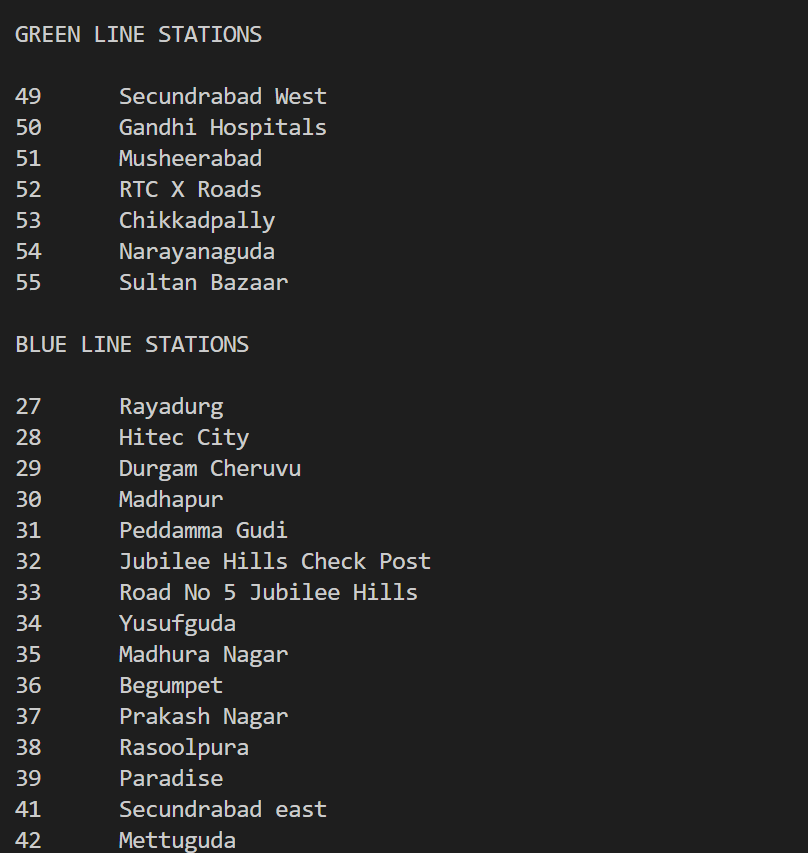 GREEN LINE STATIONS
49 Secundrabad West
50 Gandhi Hospitals
51 Musheerabad
52 RTC X Roads
53 Chikkadpally
54 Narayanaguda
55 Sultan Bazaar
BLUE LINE STATIONS
27 Rayadurg
28 Hitec City
29 Durgam Cheruvu
30 Madhapur
31 Peddamma Gudi
32 Jubilee Hills Check Post
33 Road No 5 Jubilee Hills
34 Yusufguda
35 Madhura Nagar
36 Begumpet
37 Prakash Nagar
38 Rasoolpura
39 Paradise
41 Secundrabad east
42 Mettuguda